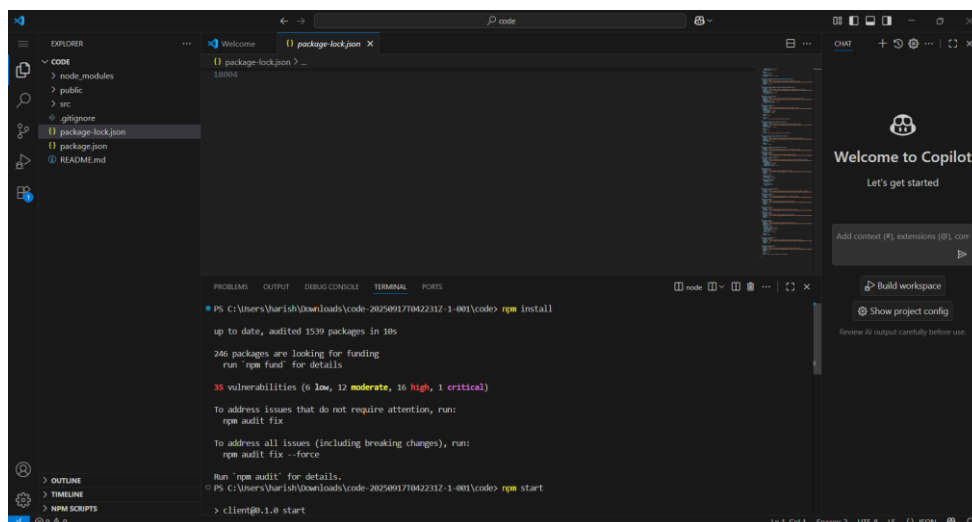 code
EXPLORER
CODE
node_modules
public
src
.gitignore
{} package-lock.json
{} package.json
README.md
OUTLINE
TIMELINE
NPM SCRIPTS
Welcome
{} package-lock.json
{} package-lock.json > ...
18004
PROBLEMS OUTPUT DEBUG CONSOLE TERMINAL PORTS
node
PS C:\Users\harish\Downloads\code-20250917T042231Z-1-001\code> npm install
up to date, audited 1539 packages in 10s
246 packages are looking for funding
run `npm fund` for details
35 vulnerabilities (6 low, 12 moderate, 16 high, 1 critical)
To address issues that do not require attention, run:
npm audit fix
To address all issues (including breaking changes), run:
npm audit fix --force
Run `npm audit` for details.
PS C:\Users\harish\Downloads\code-20250917T042231Z-1-001\code> npm start
> client@0.1.0 start
CHAT
Welcome to Copilot
Let's get started
Add context (#), extensions (@), com
Build workspace
Show project config
Review AI output carefully before use.